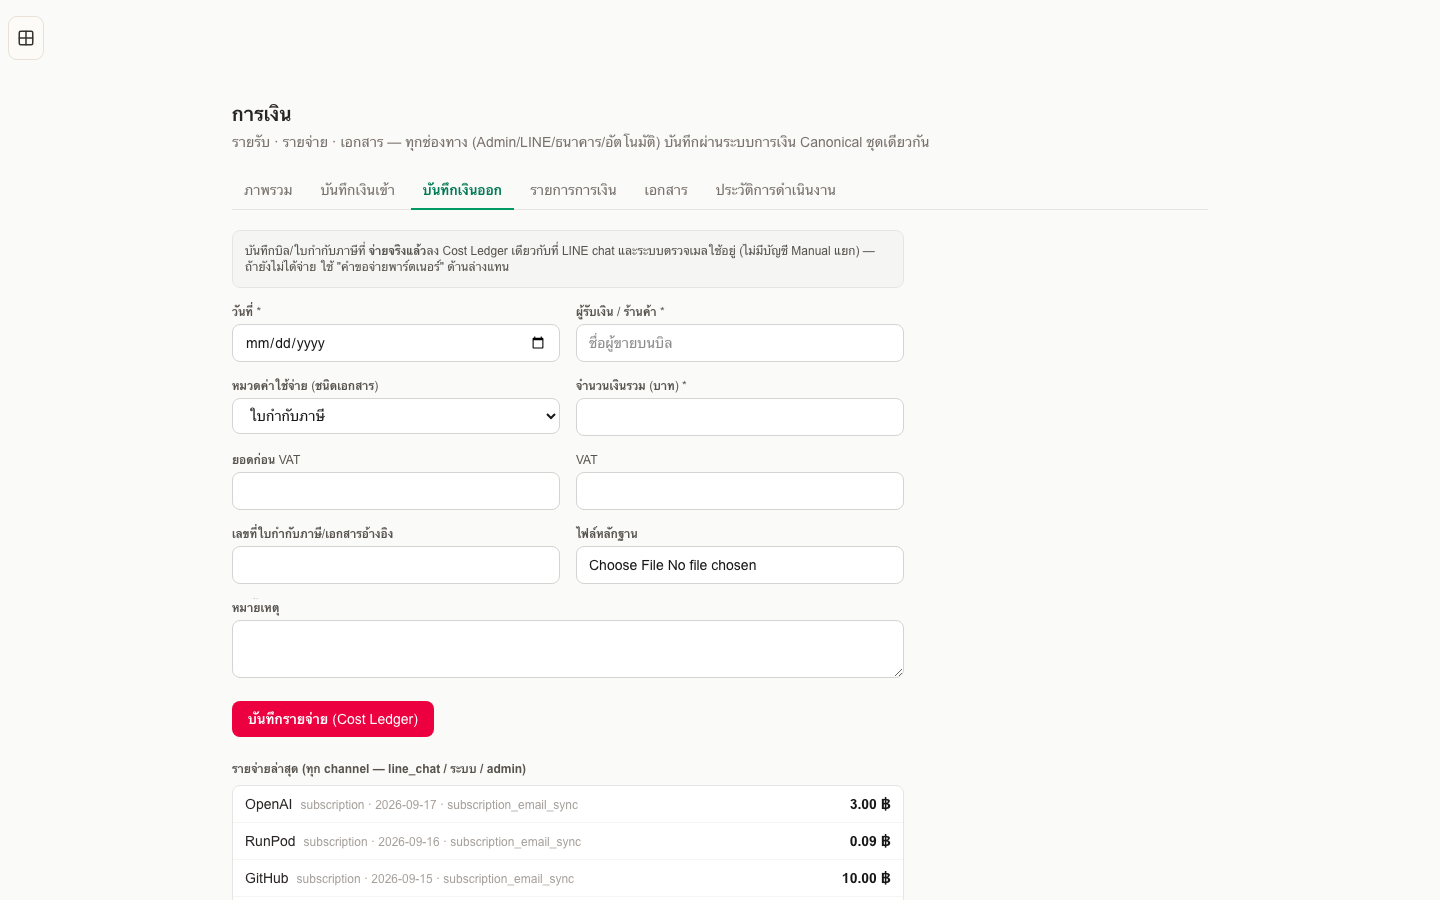 การเงิน
รายรับ · รายจ่าย · เอกสาร — ทุกช่องทาง (Admin/LINE/ธนาคาร/อัตโนมัติ) บันทึกผ่านระบบการเงิน Canonical ชุดเดียวกัน
ภาพรวม บันทึกเงินเข้า บันทึกเงินออก รายการการเงิน เอกสาร ประวัติการดำเนินงาน
บันทึกบิล/ใบกำกับภาษีที่ จ่ายจริงแล้วลง Cost Ledger เดียวกับที่ LINE chat และระบบตรวจเมลใช้อยู่ (ไม่มีบัญชี Manual แยก) —
ถ้ายังไม่ได้จ่าย ใช้ "คำขอจ่ายพาร์ตเนอร์" ด้านล่างแทน
วันที่ * ผู้รับเงิน / ร้านค้า *
mm/dd/yyyy ชื่อผู้ขายบนบิล
หมวดค่าใช้จ่าย (ชนิดเอกสาร) จำนวนเงินรวม (บาท) *
ใบกำกับภาษี
ยอดก่อน VAT VAT
เลขที่ใบกำกับภาษี/เอกสารอ้างอิง ไฟล์หลักฐาน
Choose File No file chosen
หมายเหตุ
บันทึกรายจ่าย (Cost Ledger)
รายจ่ายล่าสุด (ทุก channel — line_chat / ระบบ / admin)
OpenAI subscription · 2026-09-17 · subscription_email_sync 3.00 ฿
RunPod subscription · 2026-09-16 · subscription_email_sync 0.09 ฿
GitHub subscription · 2026-09-15 · subscription_email_sync 10.00 ฿